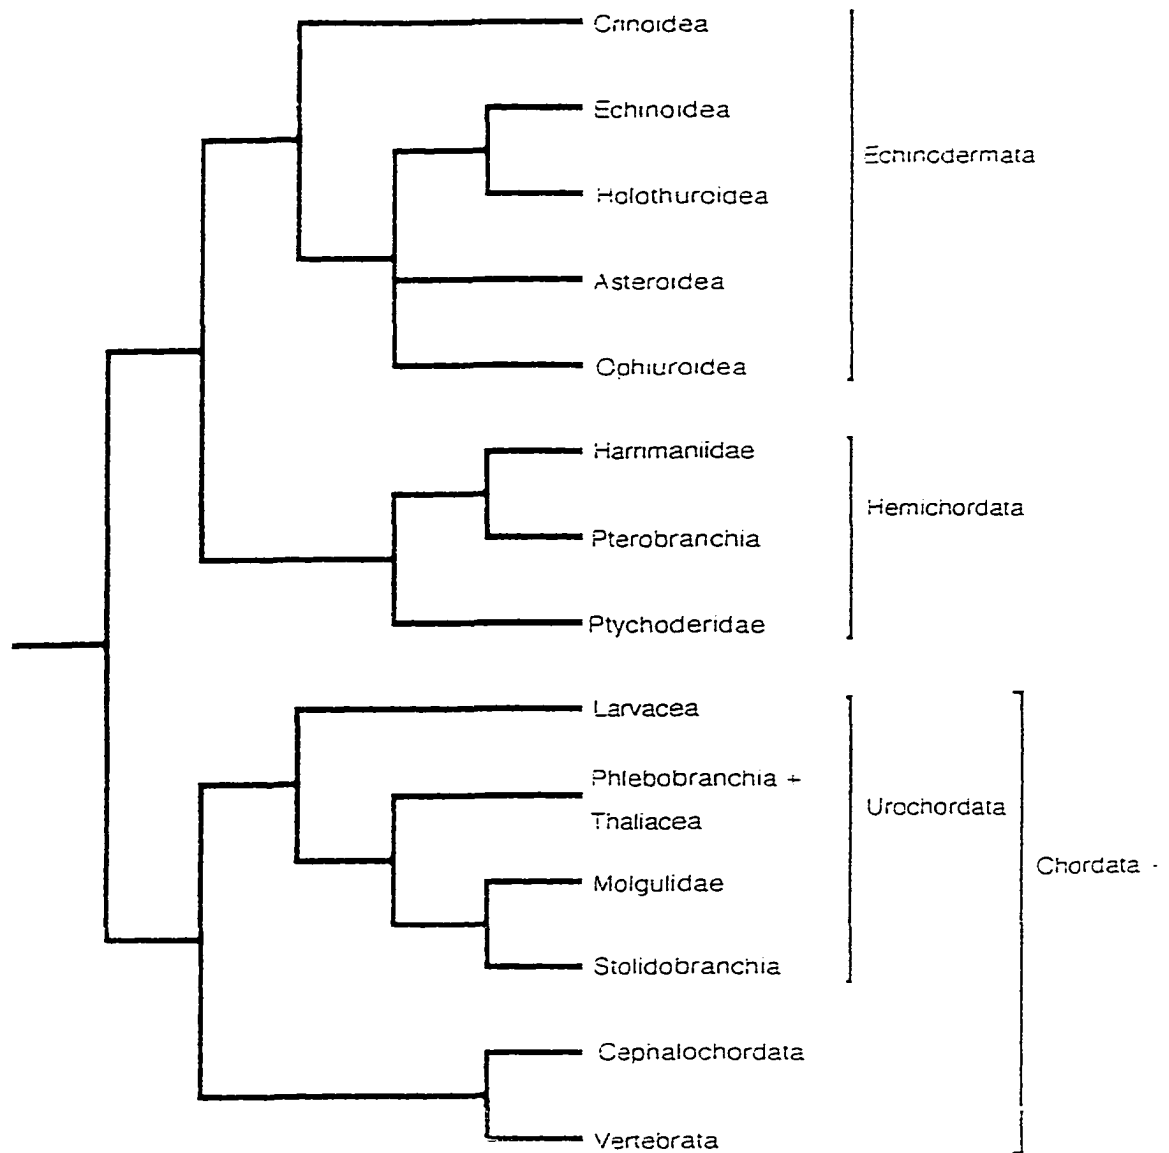 Crinoidea
Echinoidea
Echinodermata
Holothuroidea
Asteroidea
Ophiuroidea
Harrimaniidae
Hemichordata
Pterobranchia
Ptychoderidae
Larvacea
Phlebobranchia +
Urochordata
Thaliacea
Chordata -
Molgulidae
Stolidobranchia
Cephalochordata
Vertebrata